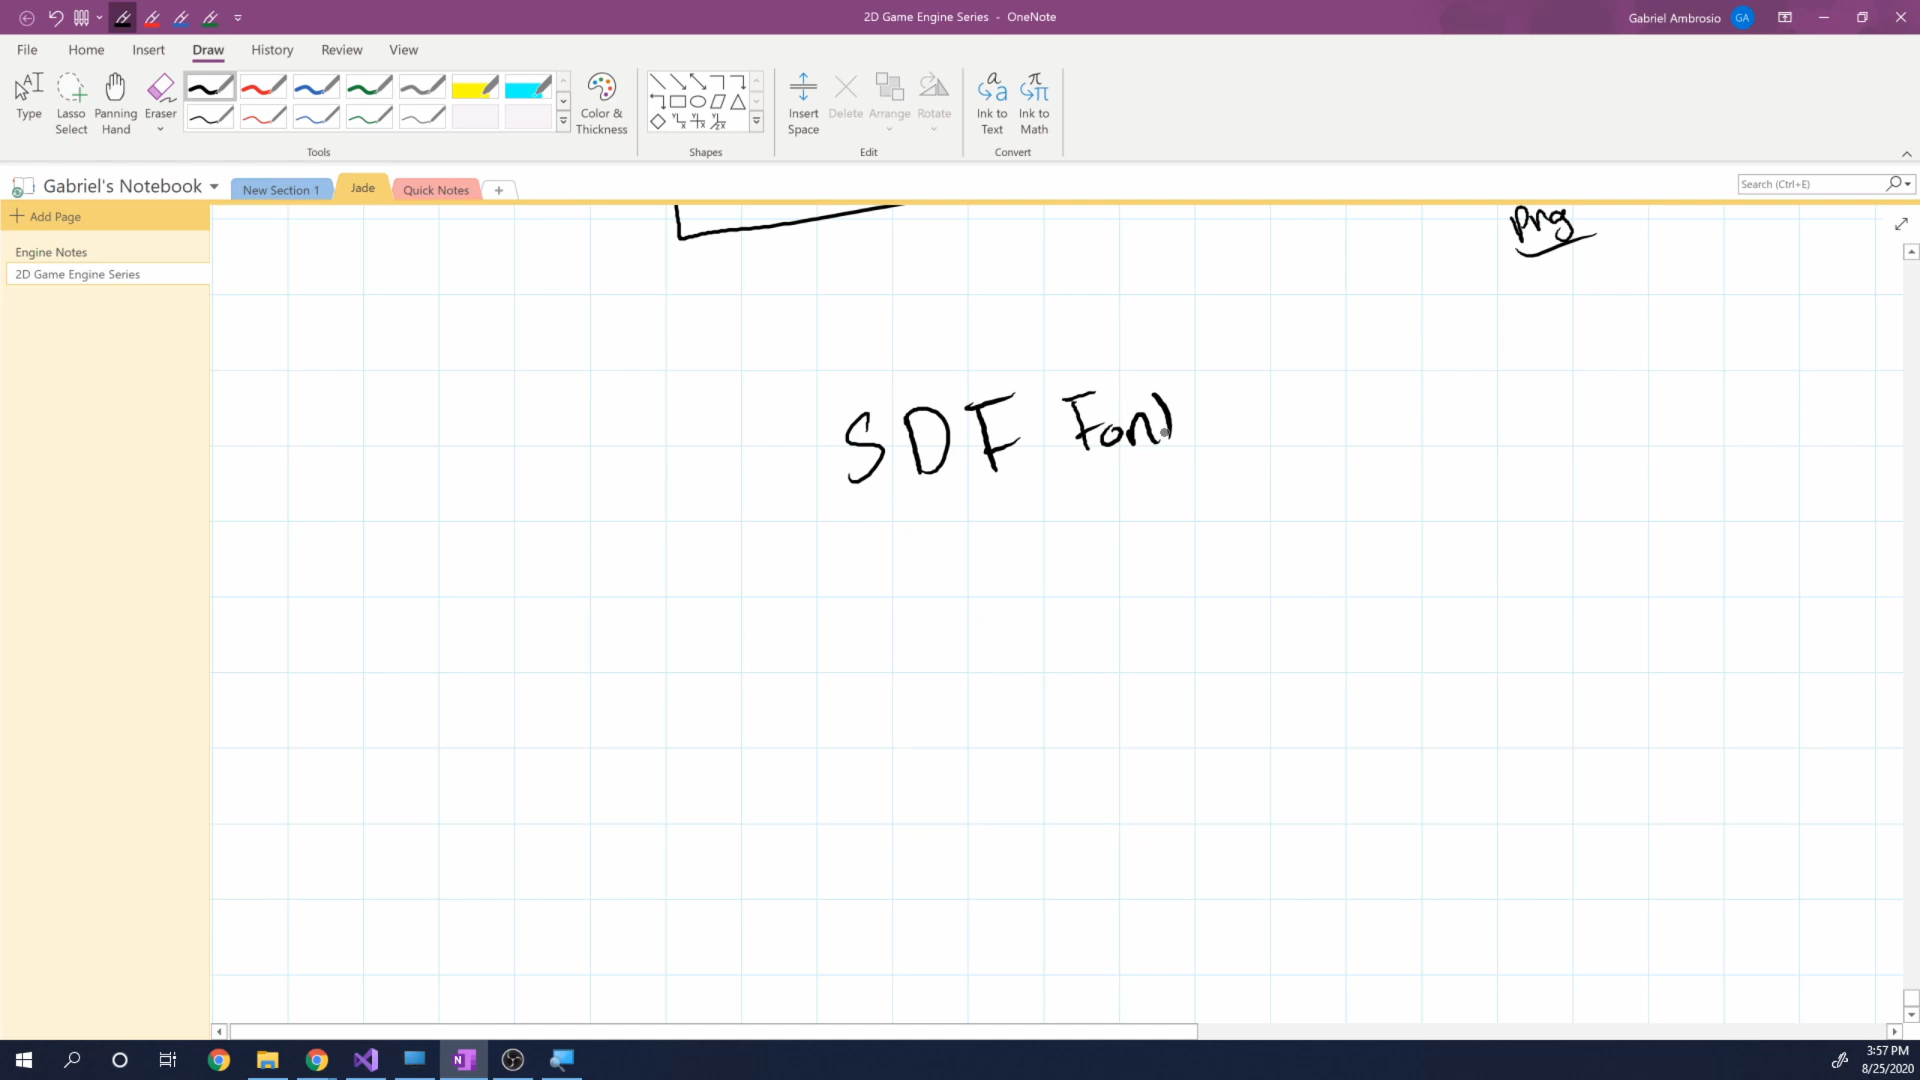 2D Game Engine Series - OneNote
Gabriel Ambrosio
GA
File Home Insert Draw History Review View
Type
Lasso Select
Panning Hand
Eraser
Color & Thickness
Insert Space
Delete
Arrange
Rotate
Ink to Text
Ink to Math
Tools
Shapes
Edit
Convert
Gabriel's Notebook
New Section 1
Jade
Quick Notes
Search (Ctrl+E)
Add Page
Engine Notes
2D Game Engine Series
png
SDF Font
3:57 PM
8/25/2020